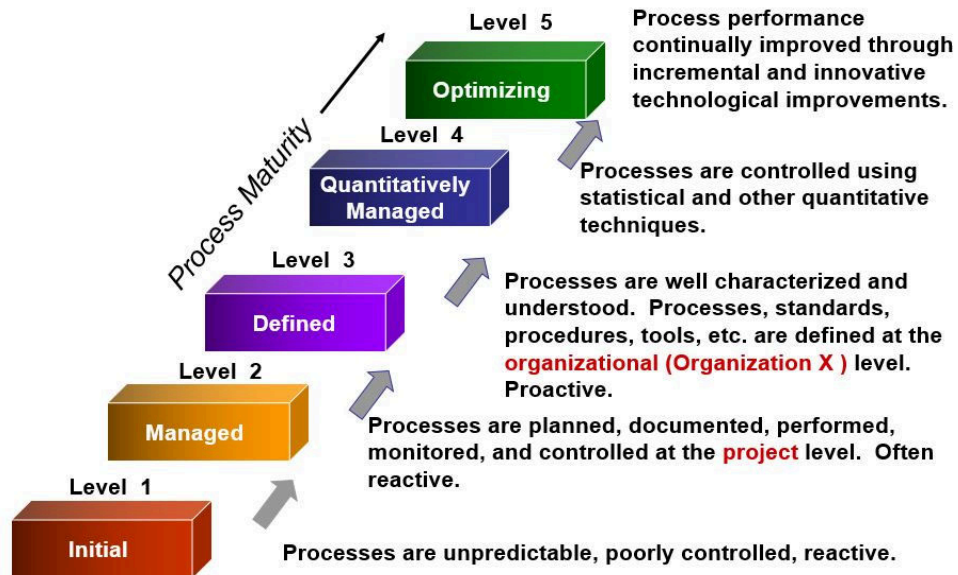 Level 5
Optimizing
Process performance
continually improved through
incremental and innovative
technological improvements.
Process Maturity
Level 4
Quantitatively
Managed
Processes are controlled using
statistical and other quantitative
techniques.
Level 3
Defined
Processes are well characterized and
understood. Processes, standards,
procedures, tools, etc. are defined at the
organizational (Organization X ) level.
Proactive.
Level 2
Managed
Processes are planned, documented, performed,
monitored, and controlled at the project level. Often
reactive.
Level 1
Initial
Processes are unpredictable, poorly controlled, reactive.